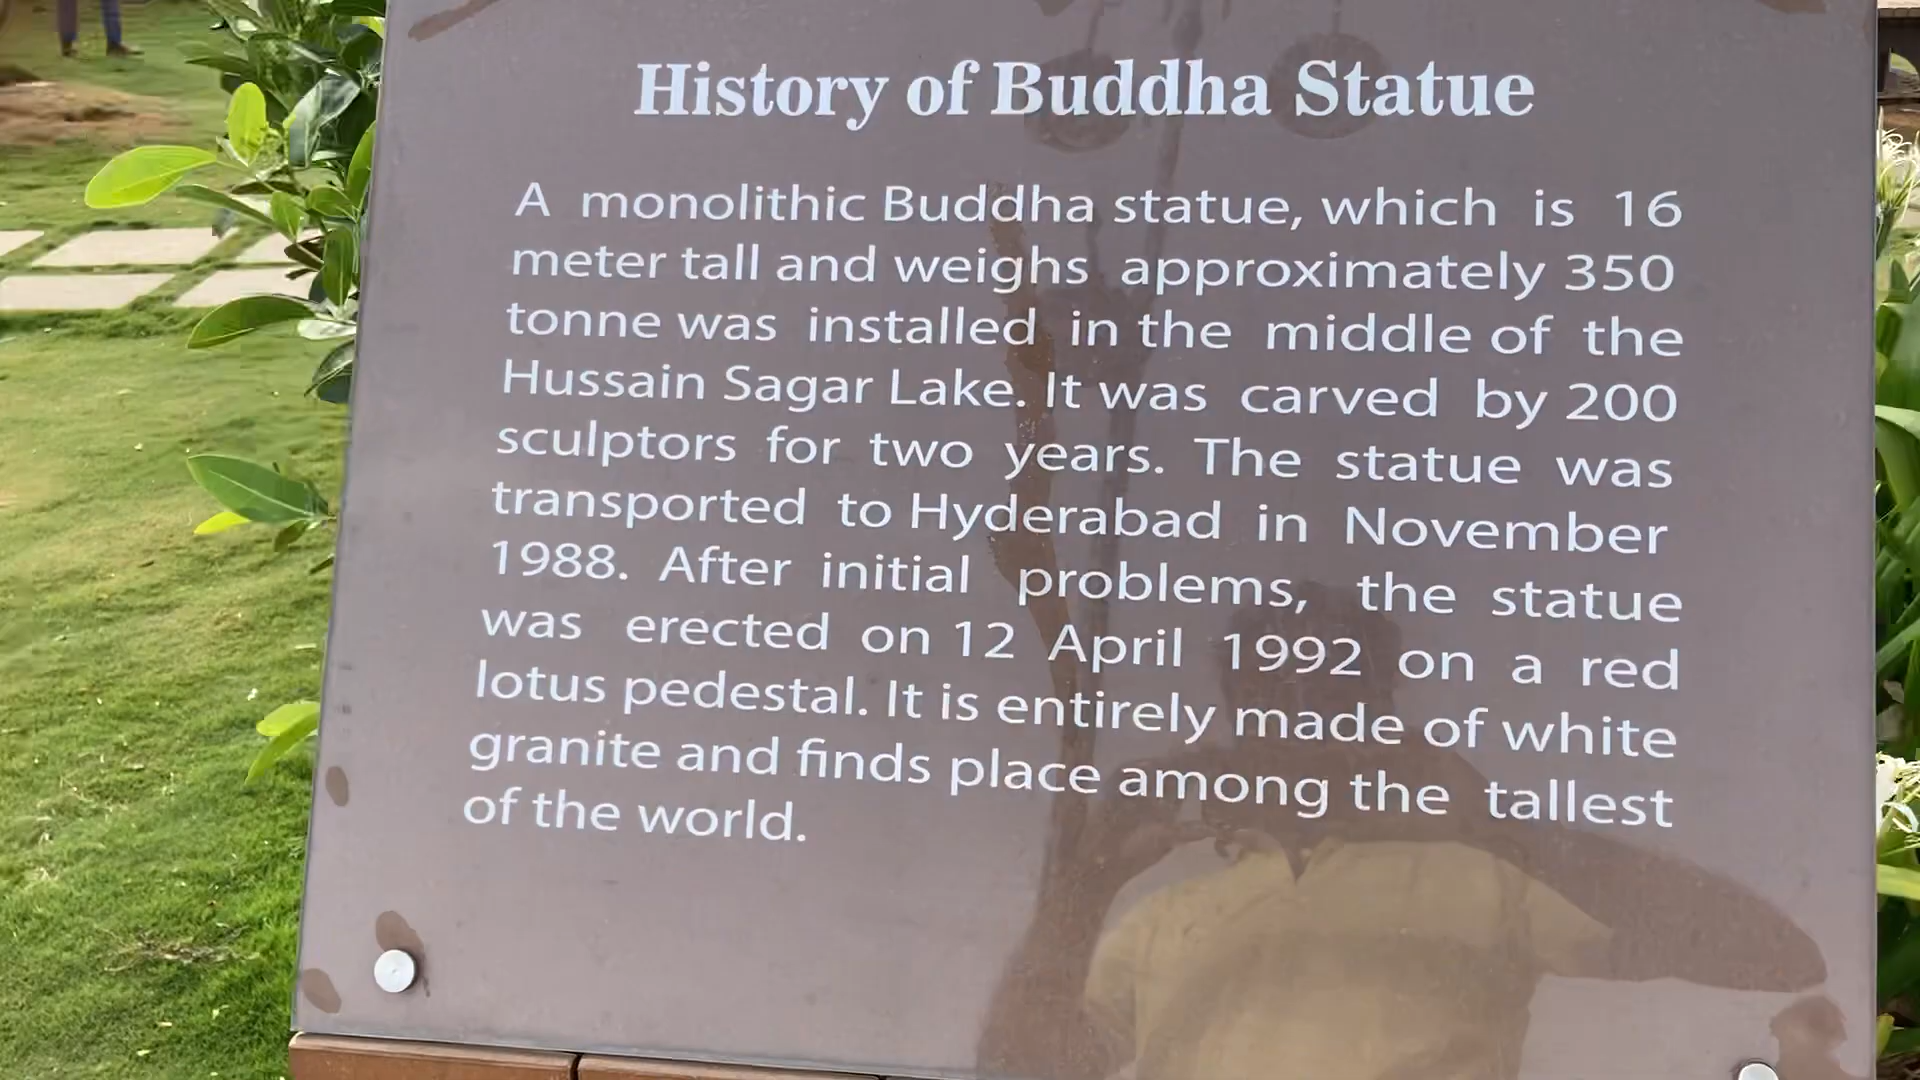 History of Buddha Statue
A monolithic Buddha statue, which is 16
meter tall and weighs approximately 350
tonne was installed in the middle of the
Hussain Sagar Lake. It was carved by 200
sculptors for two years. The statue was
transported to Hyderabad in November
1988. After initial problems, the statue
was erected on 12 April 1992 on a red
lotus pedestal. It is entirely made of white
granite and finds place among the tallest
of the world.